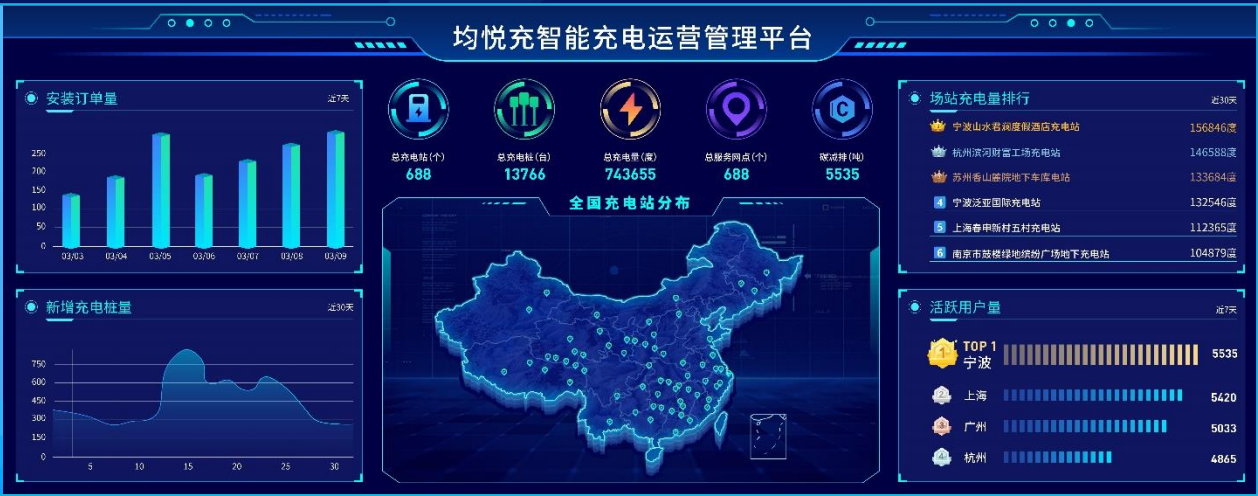 均悦充智能充电运营管理平台
安装订单量
近7天
250
200
150
100
50
0
03/03 03/04 03/05 03/06 03/07 03/08 03/09
新增充电桩量
近30天
750
600
450
300
150
0
5 10 15 20 25 30
总充电站(个) 总充电桩(台) 总充电量(度) 总服务网点(个) 碳减排(吨)
688 13766 743655 688 5535
全国充电站分布
场站充电量排行
近30天
宁波山水君澜度假酒店充电站 156846度
杭州滨河财富工场充电站 146588度
苏州香山麓院地下车库电站 133684度
4 宁波泛亚国际充电站 132546度
5 上海春申新村五村充电站 112365度
6 南京市鼓楼绿地缤纷广场地下充电站 104879度
活跃用户量
近7天
1 TOP 1
宁波 5535
2 上海 5420
3 广州 5033
4 杭州 4865